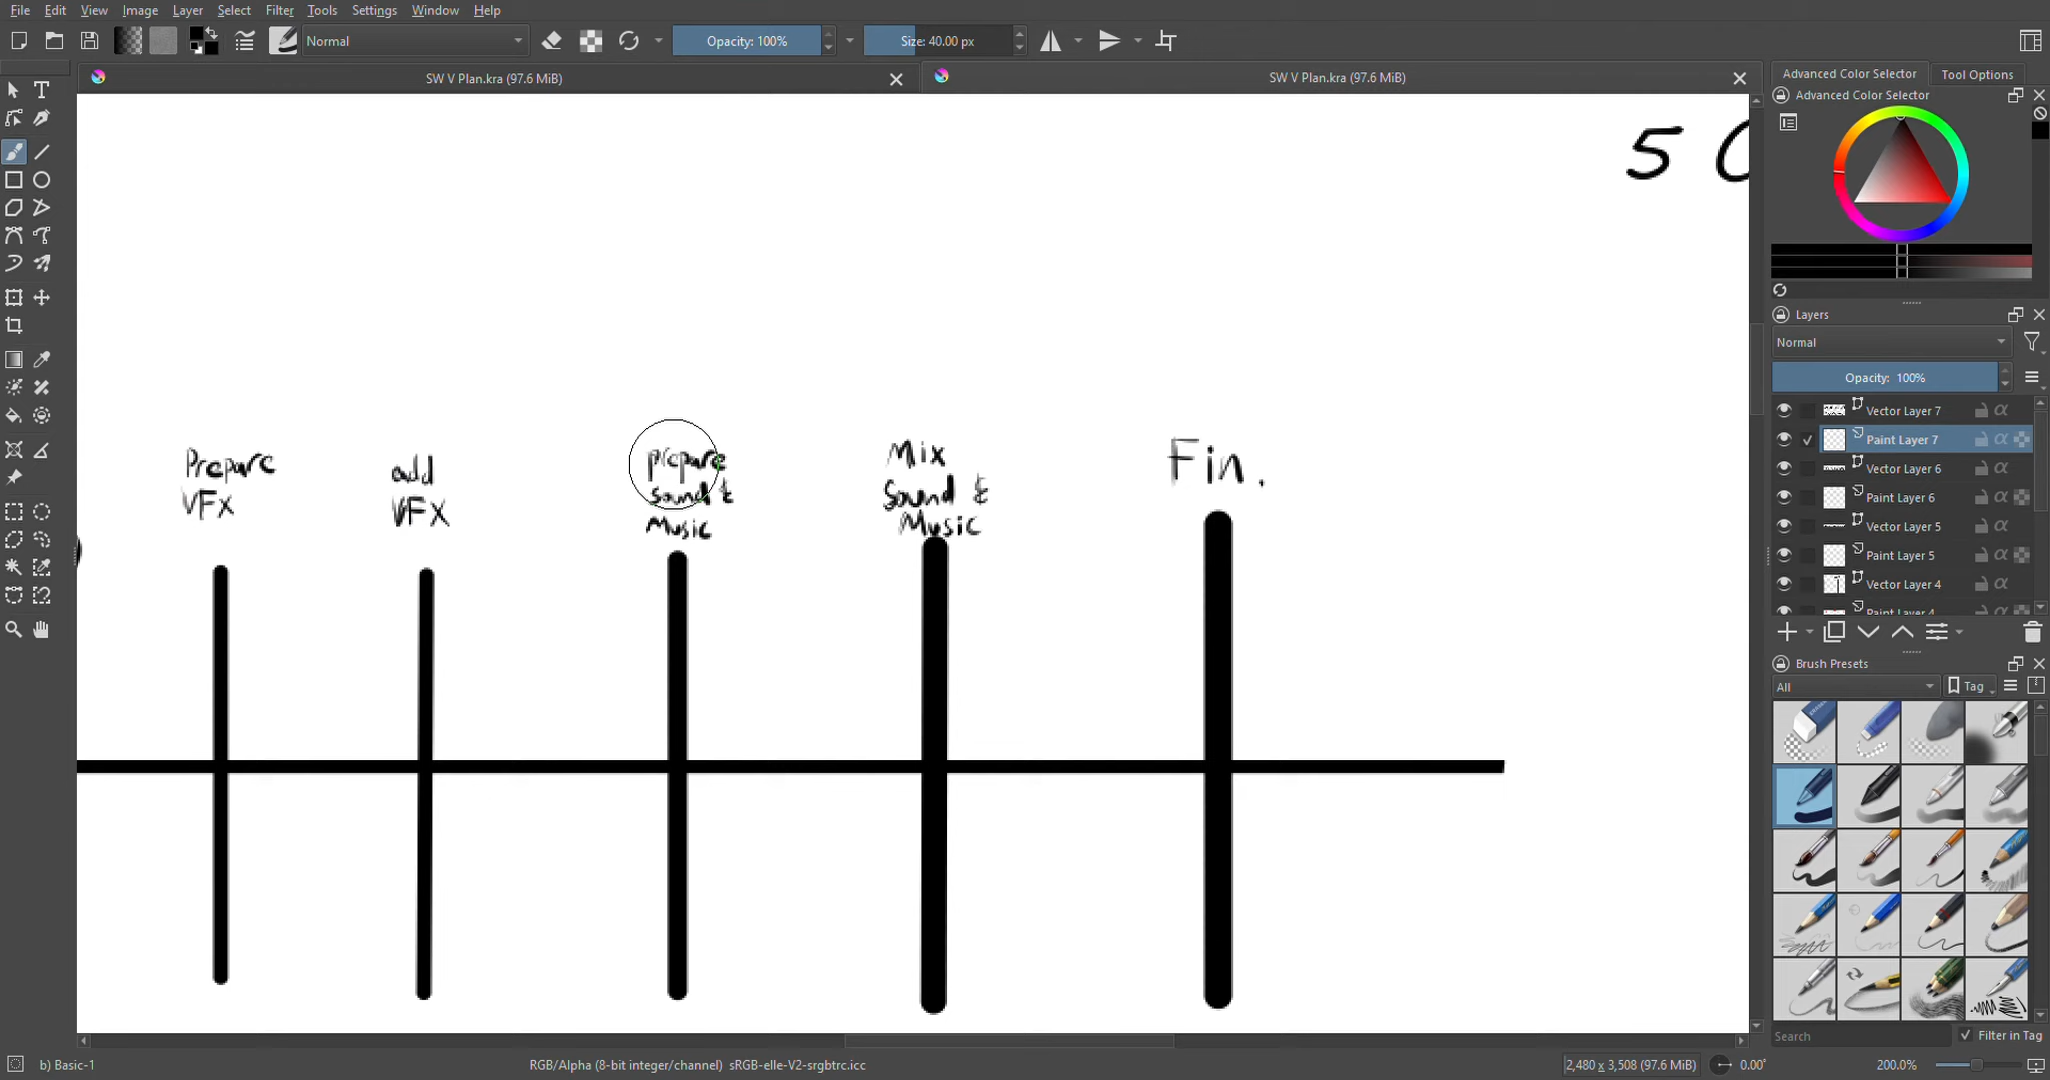 File Edit View Image Layer Select Filter Tools Settings Window Help
Normal Opacity: 100% Size: 40.00 px
SW V Plan.kra (97.6 MiB) SW V Plan.kra (97.6 MiB)
Advanced Color Selector Tool Options
Advanced Color Selector
5
Prepare
VFX
add
VFX
prepare
sound &
Music
Mix
Sound &
Music
Fin.
Layers
Normal
Opacity: 100%
Vector Layer 7
Paint Layer 7
Vector Layer 6
Paint Layer 6
Vector Layer 5
Paint Layer 5
Vector Layer 4
Paint Layer 4
Brush Presets
All Tag
Search Filter in Tag
b) Basic-1 RGB/Alpha (8-bit integer/channel) sRGB-elle-V2-srgbtrc.icc 2,480 x 3,508 (97.6 MiB) 0.00° 200.0%